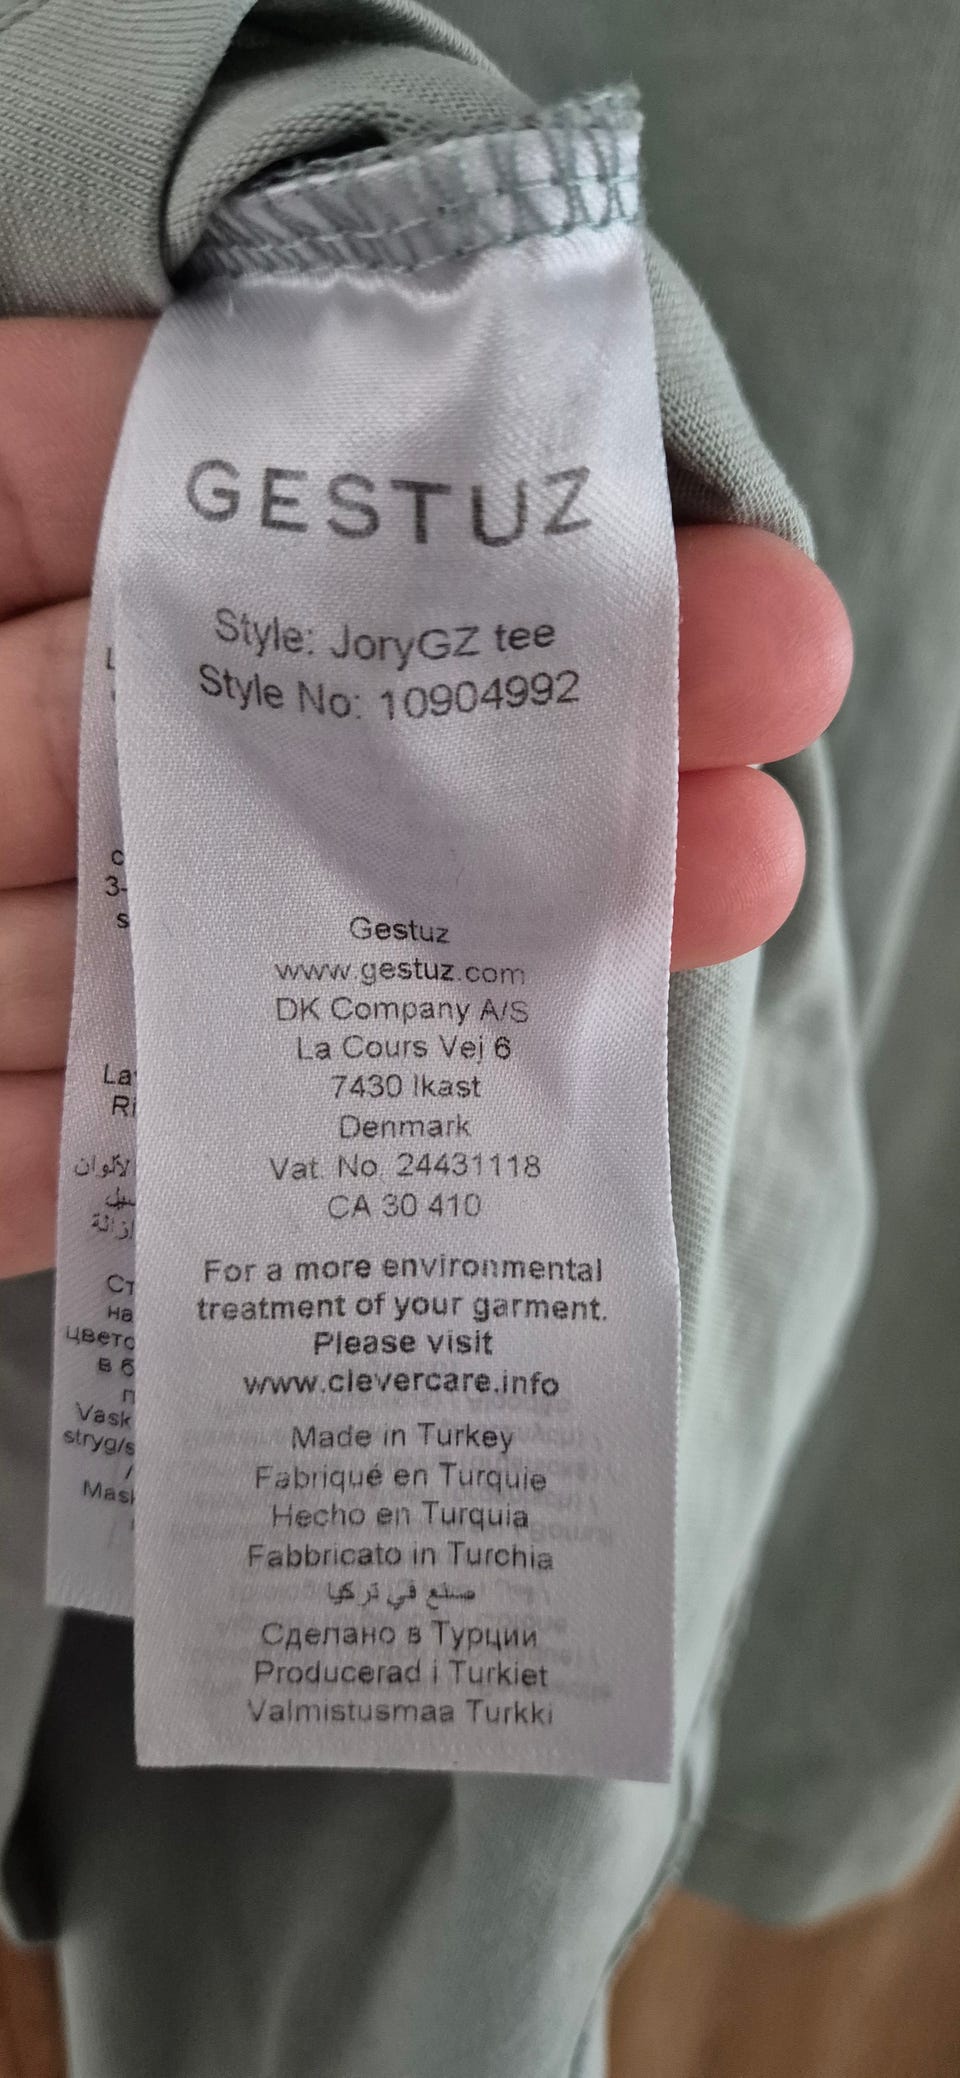 GESTUZ
Style: JoryGZ tee
Style No: 10904992
Gestuz
www.gestuz.com
DK Company A/S
La Cours Vej 6
7430 Ikast
Denmark
Vat. No. 24431118
CA 30 410
For a more environmental
treatment of your garment.
Please visit
www.clevercare.info
Made in Turkey
Fabriqué en Turquie
Hecho en Turquia
Fabbricato in Turchia
صنع في تركيا
Сделано в Турции
Producerad i Turkiet
Valmistusmaa Turkki